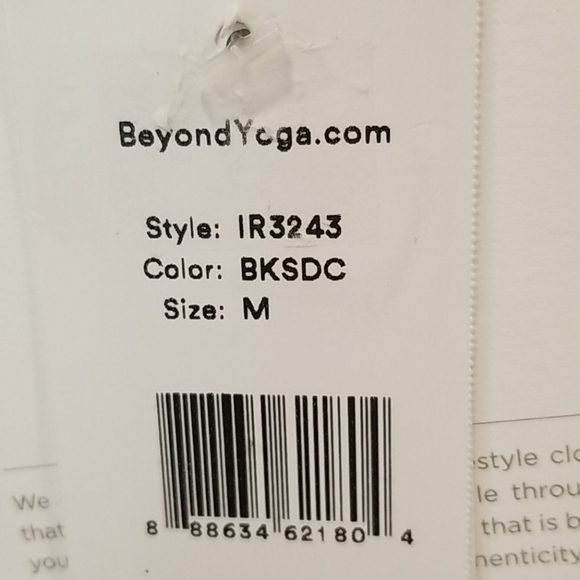 BeyondYoga.com
Style: IR3243
Color: BKSDC
Size: M
8 88634 62180 4
We
that
you
style clo
le throu
that is b
henticity